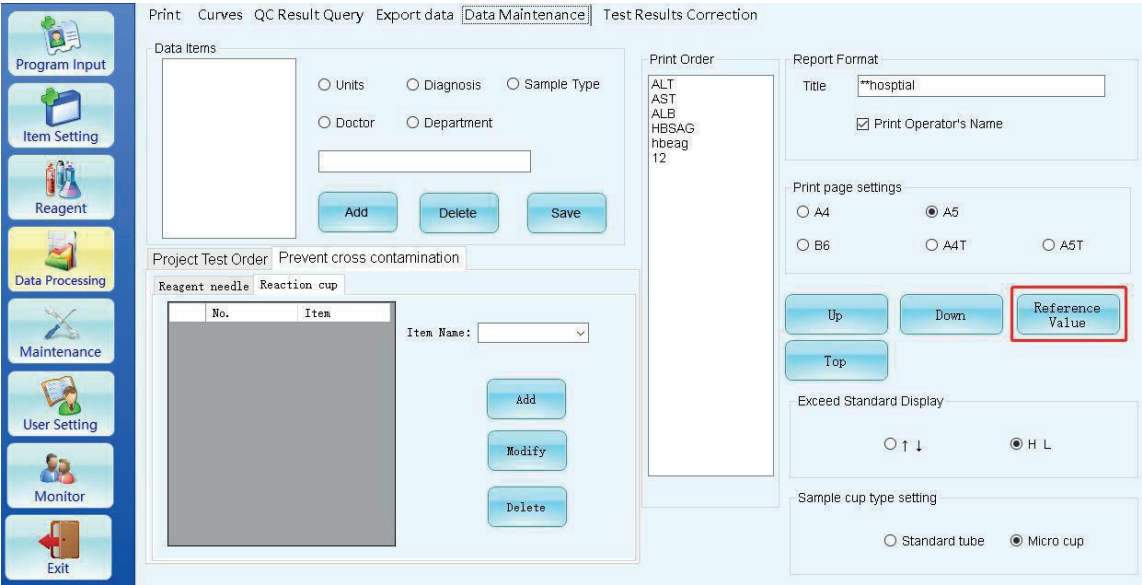 Print Curves QC Result Query Export data Data Maintenance Test Results Correction
Program Input
Item Setting
Reagent
Data Processing
Maintenance
User Setting
Monitor
Exit
Data Items
Units
Diagnosis
Sample Type
Doctor
Department
Add
Delete
Save
Project Test Order
Prevent cross contamination
Reagent needle
Reaction cup
No.
Item
Item Name:
Add
Modify
Delete
Print Order
ALT
AST
ALB
HBSAG
hbeag
12
Report Format
Title
**hosptial
Print Operator's Name
Print page settings
A4
A5
B6
A4T
A5T
Up
Down
Reference
Value
Top
Exceed Standard Display
↑ ↓
H L
Sample cup type setting
Standard tube
Micro cup